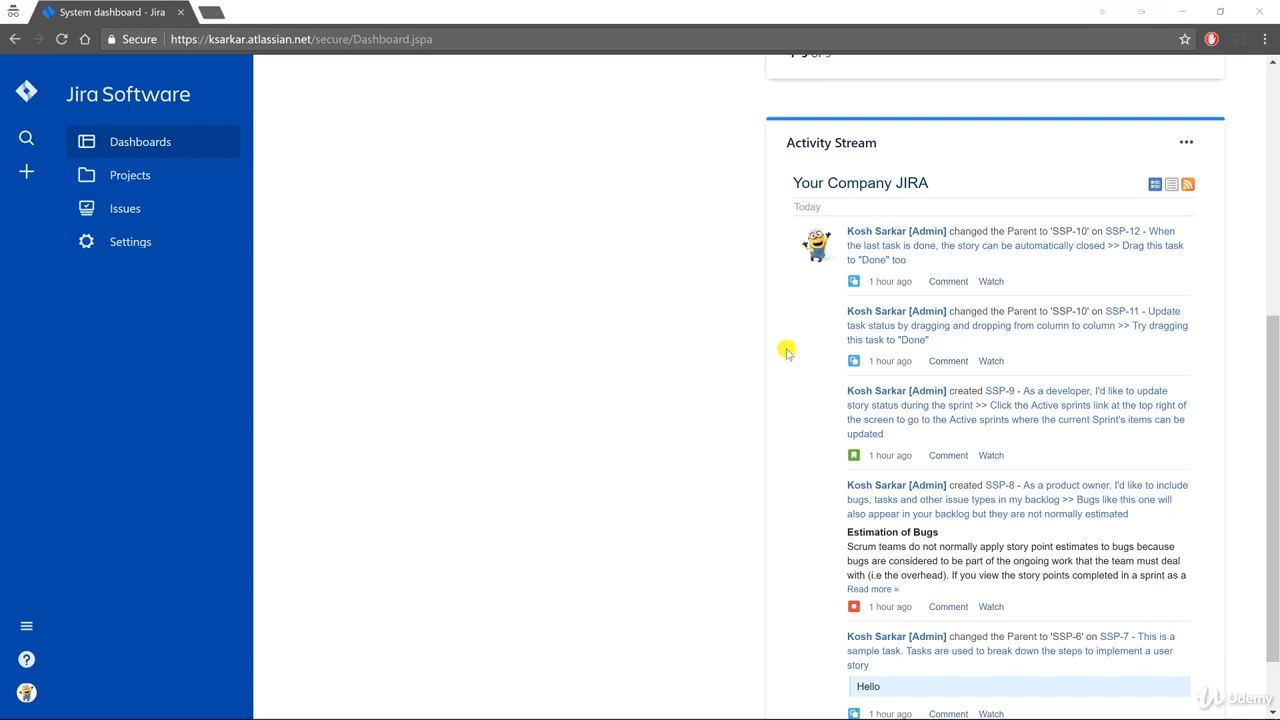 System dashboard - Jira
Secure
https://ksarkar.atlassian.net/secure/Dashboard.jspa
Jira Software
Dashboards
Projects
Issues
Settings
Activity Stream
Your Company JIRA
Today
Kosh Sarkar [Admin] changed the Parent to 'SSP-10' on SSP-12 - When
the last task is done, the story can be automatically closed >> Drag this task
to "Done" too
1 hour ago Comment Watch
Kosh Sarkar [Admin] changed the Parent to 'SSP-10' on SSP-11 - Update
task status by dragging and dropping from column to column >> Try dragging
this task to "Done"
1 hour ago Comment Watch
Kosh Sarkar [Admin] created SSP-9 - As a developer, I'd like to update
story status during the sprint >> Click the Active sprints link at the top right of
the screen to go to the Active sprints where the current Sprint's items can be
updated
1 hour ago Comment Watch
Kosh Sarkar [Admin] created SSP-8 - As a product owner, I'd like to include
bugs, tasks and other issue types in my backlog >> Bugs like this one will
also appear in your backlog but they are not normally estimated
Estimation of Bugs
Scrum teams do not normally apply story point estimates to bugs because
bugs are considered to be part of the ongoing work that the team must deal
with (i.e the overhead). If you view the story points completed in a sprint as a
Read more »
1 hour ago Comment Watch
Kosh Sarkar [Admin] changed the Parent to 'SSP-6' on SSP-7 - This is a
sample task. Tasks are used to break down the steps to implement a user
story
Hello
1 hour ago Comment Watch
Udemy